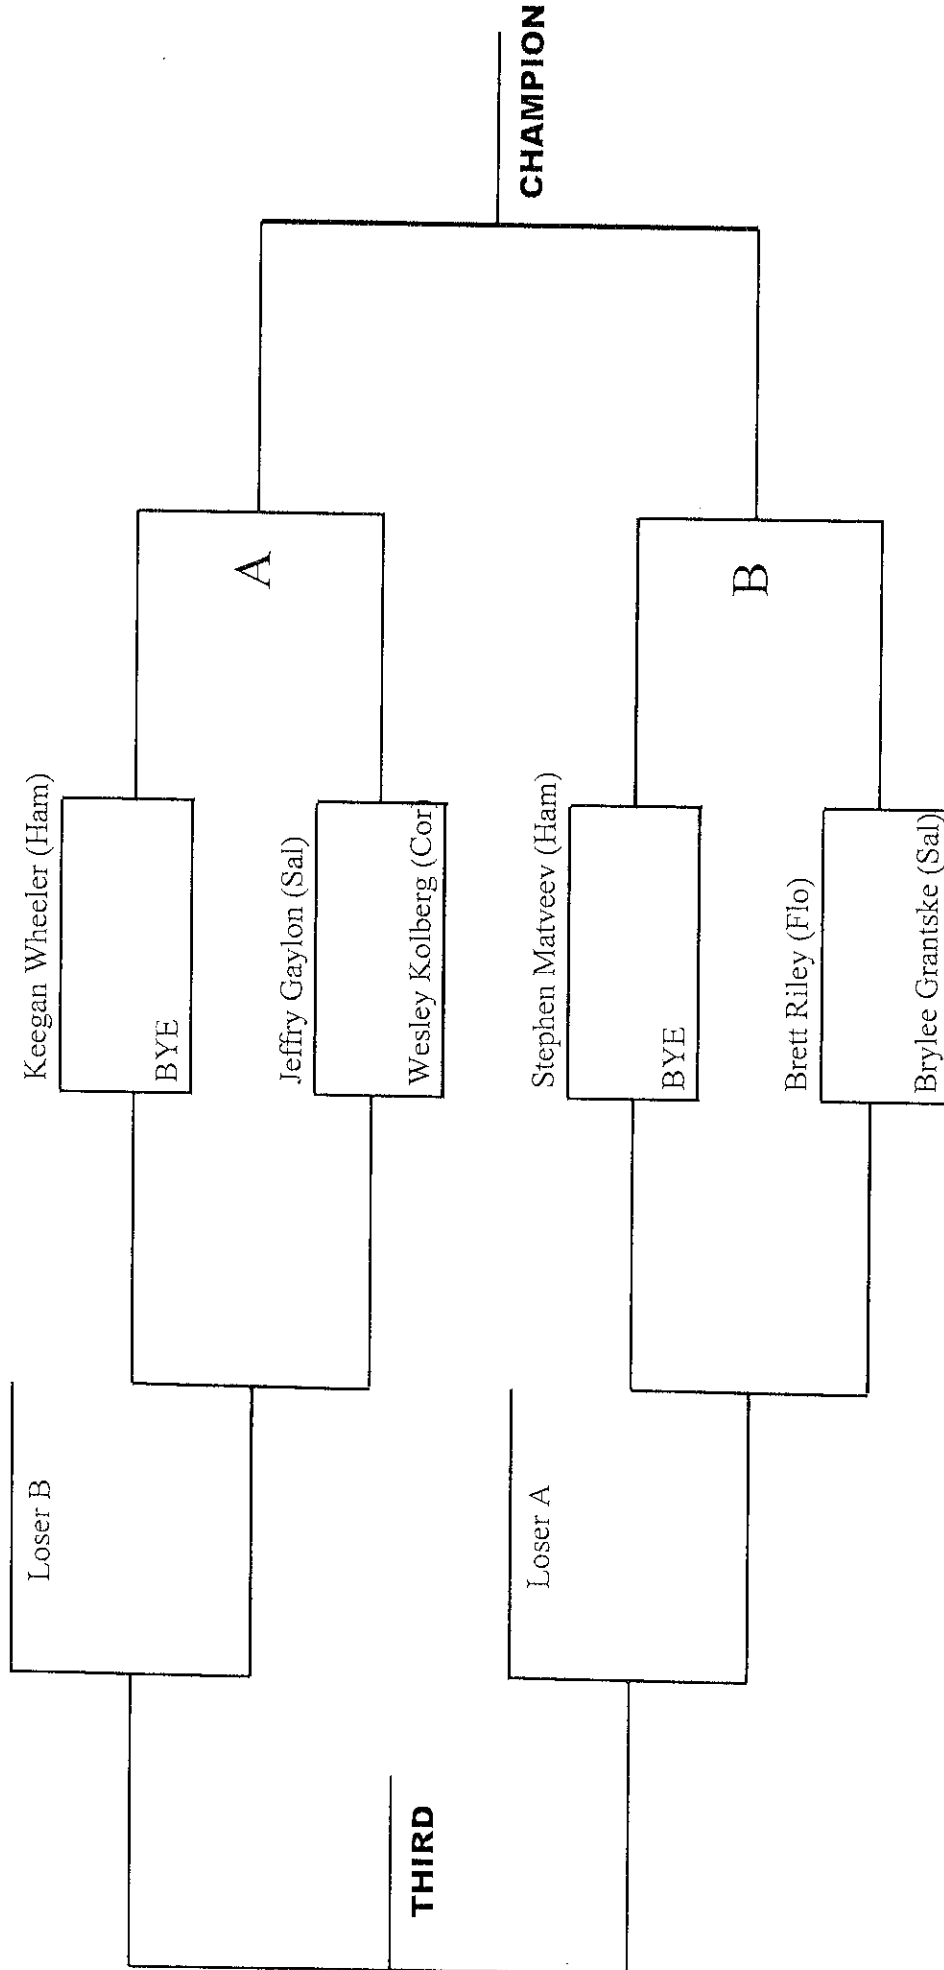 Keegan Wheeler (Ham)
BYE
Jeffry Gaylon (Sal)
Wesley Kolberg (Cor)
Stephen Matveev (Ham)
BYE
Brett Riley (Flo)
Brylee Grantske (Sal)
A
B
CHAMPION
Loser B
Loser A
THIRD